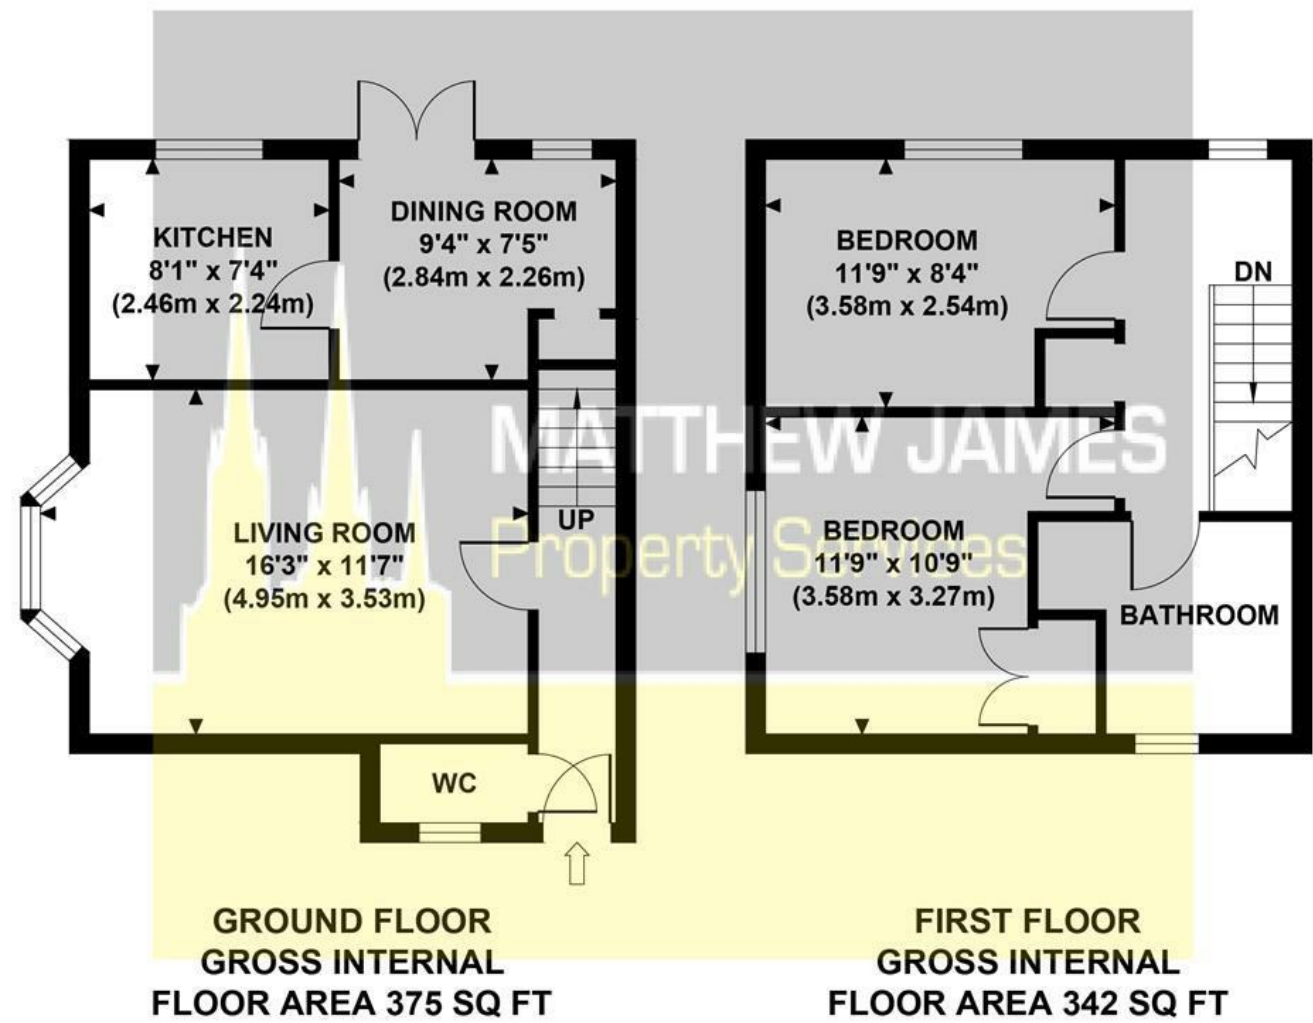 KITCHEN
8'1" x 7'4"
(2.46m x 2.24m)
DINING ROOM
9'4" x 7'5"
(2.84m x 2.26m)
LIVING ROOM
16'3" x 11'7"
(4.95m x 3.53m)
UP
WC
BEDROOM
11'9" x 8'4"
(3.58m x 2.54m)
DN
BEDROOM
11'9" x 10'9"
(3.58m x 3.27m)
BATHROOM
MATTHEW JAMES
Property Services
GROUND FLOOR
GROSS INTERNAL
FLOOR AREA 375 SQ FT
FIRST FLOOR
GROSS INTERNAL
FLOOR AREA 342 SQ FT